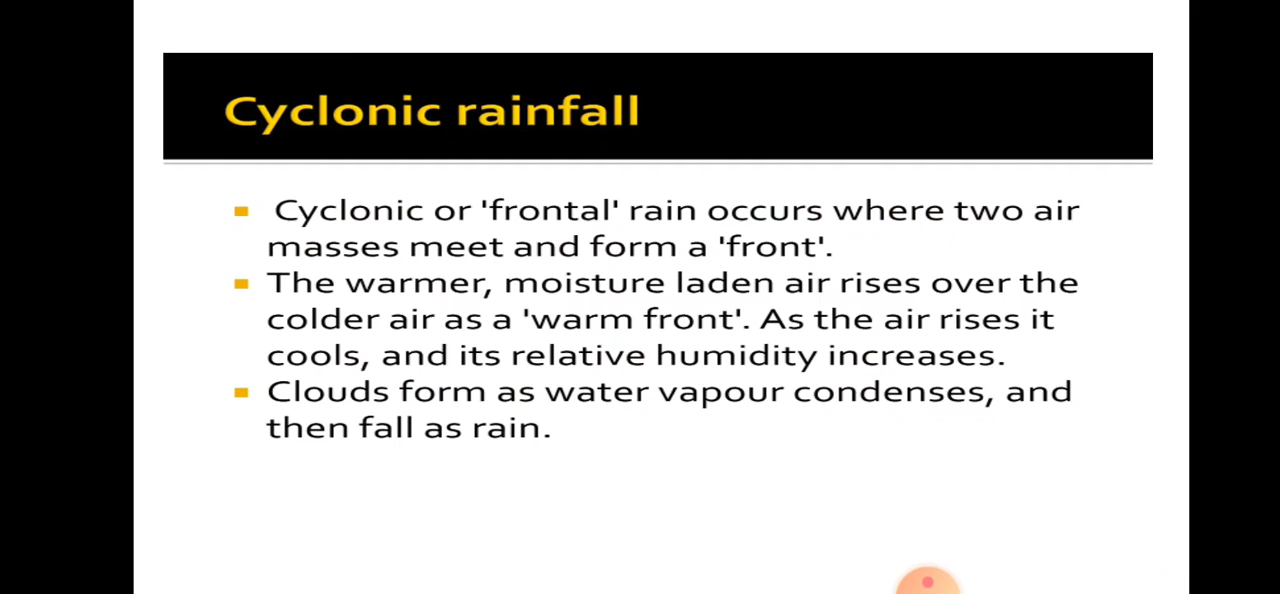 Cyclonic rainfall
Cyclonic or 'frontal' rain occurs where two air
masses meet and form a 'front'.
The warmer, moisture laden air rises over the
colder air as a 'warm front'. As the air rises it
cools, and its relative humidity increases.
Clouds form as water vapour condenses, and
then fall as rain.